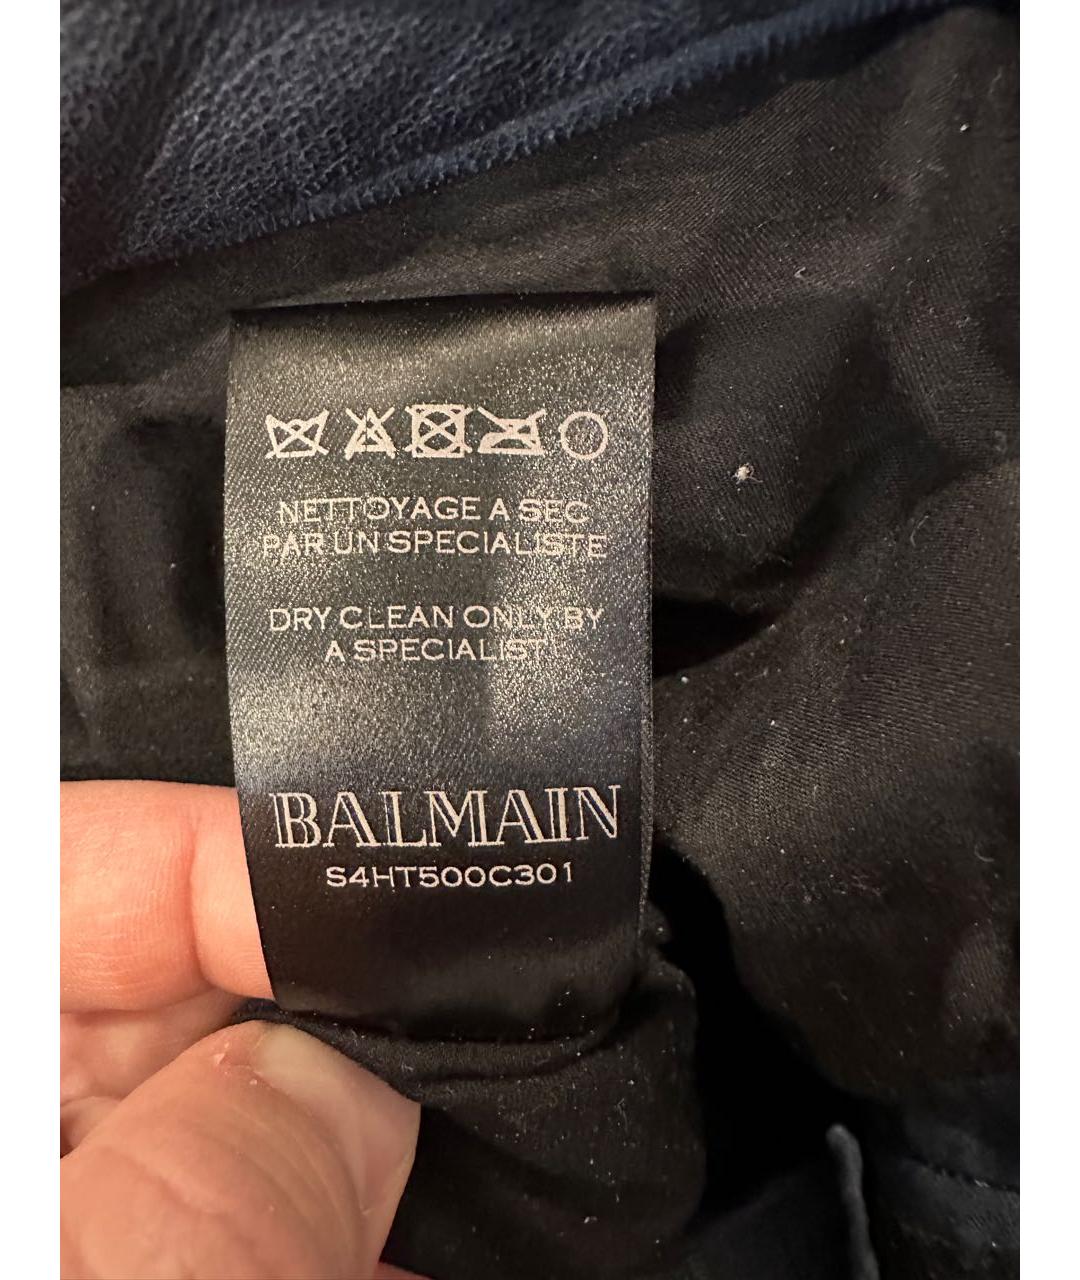 NETTOYAGE A SEC
PAR UN SPECIALISTE
DRY CLEAN ONLY BY
A SPECIALIST
BALMAIN
S4HT500C301